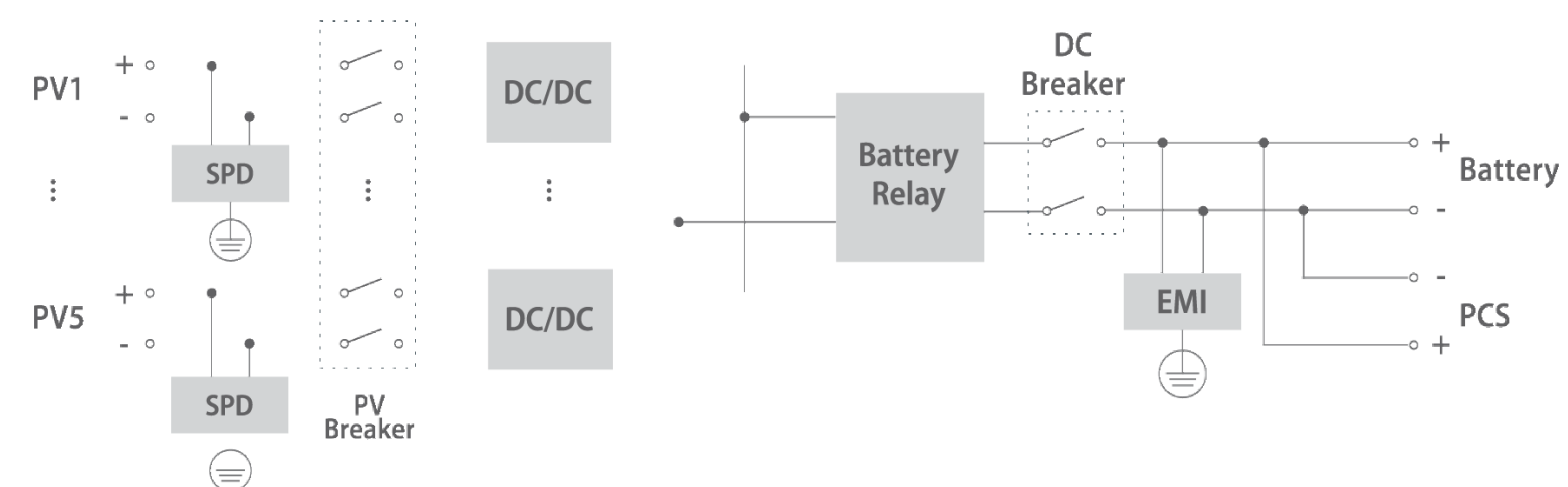 PV1
+
-
SPD
⋮
⋮
⋮
PV5
+
-
SPD
PV
Breaker
DC/DC
DC/DC
Battery
Relay
DC
Breaker
EMI
+
Battery
-
-
PCS
+